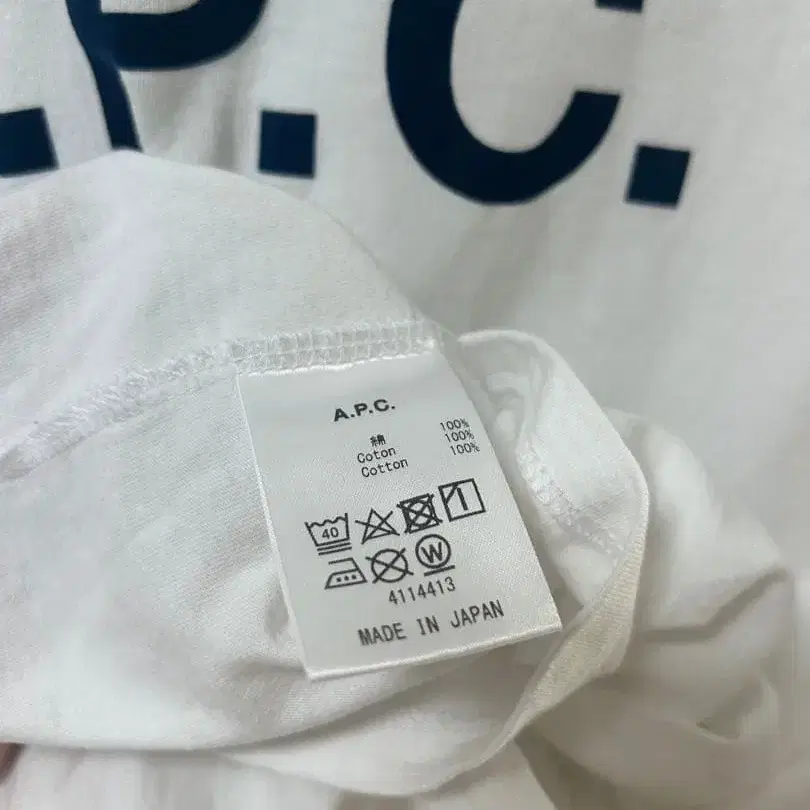 .P.C.
A.P.C.
綿 100%
Coton 100%
Cotton 100%
40
W
4114413
MADE IN JAPAN